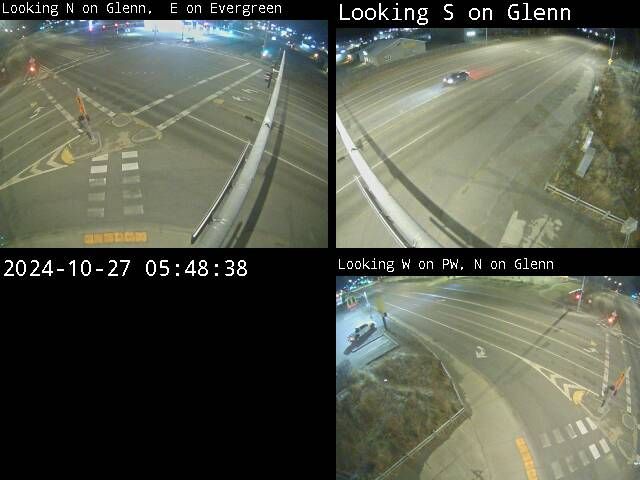 Looking N on Glenn,  E on Evergreen
Looking S on Glenn
2024-10-27 05:48:38
Looking W on PW, N on Glenn